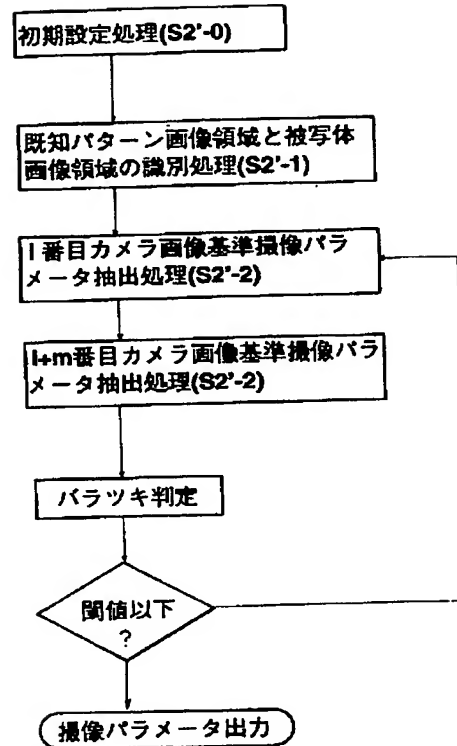 初期設定処理(S2'-0)
既知パターン画像領域と被写体
画像領域の識別処理(S2'-1)
I番目カメラ画像基準撮像パラ
メータ抽出処理(S2'-2)
I+m番目カメラ画像基準撮像パラ
メータ抽出処理(S2'-2)
バラツキ判定
閾値以下
?
撮像パラメータ出力